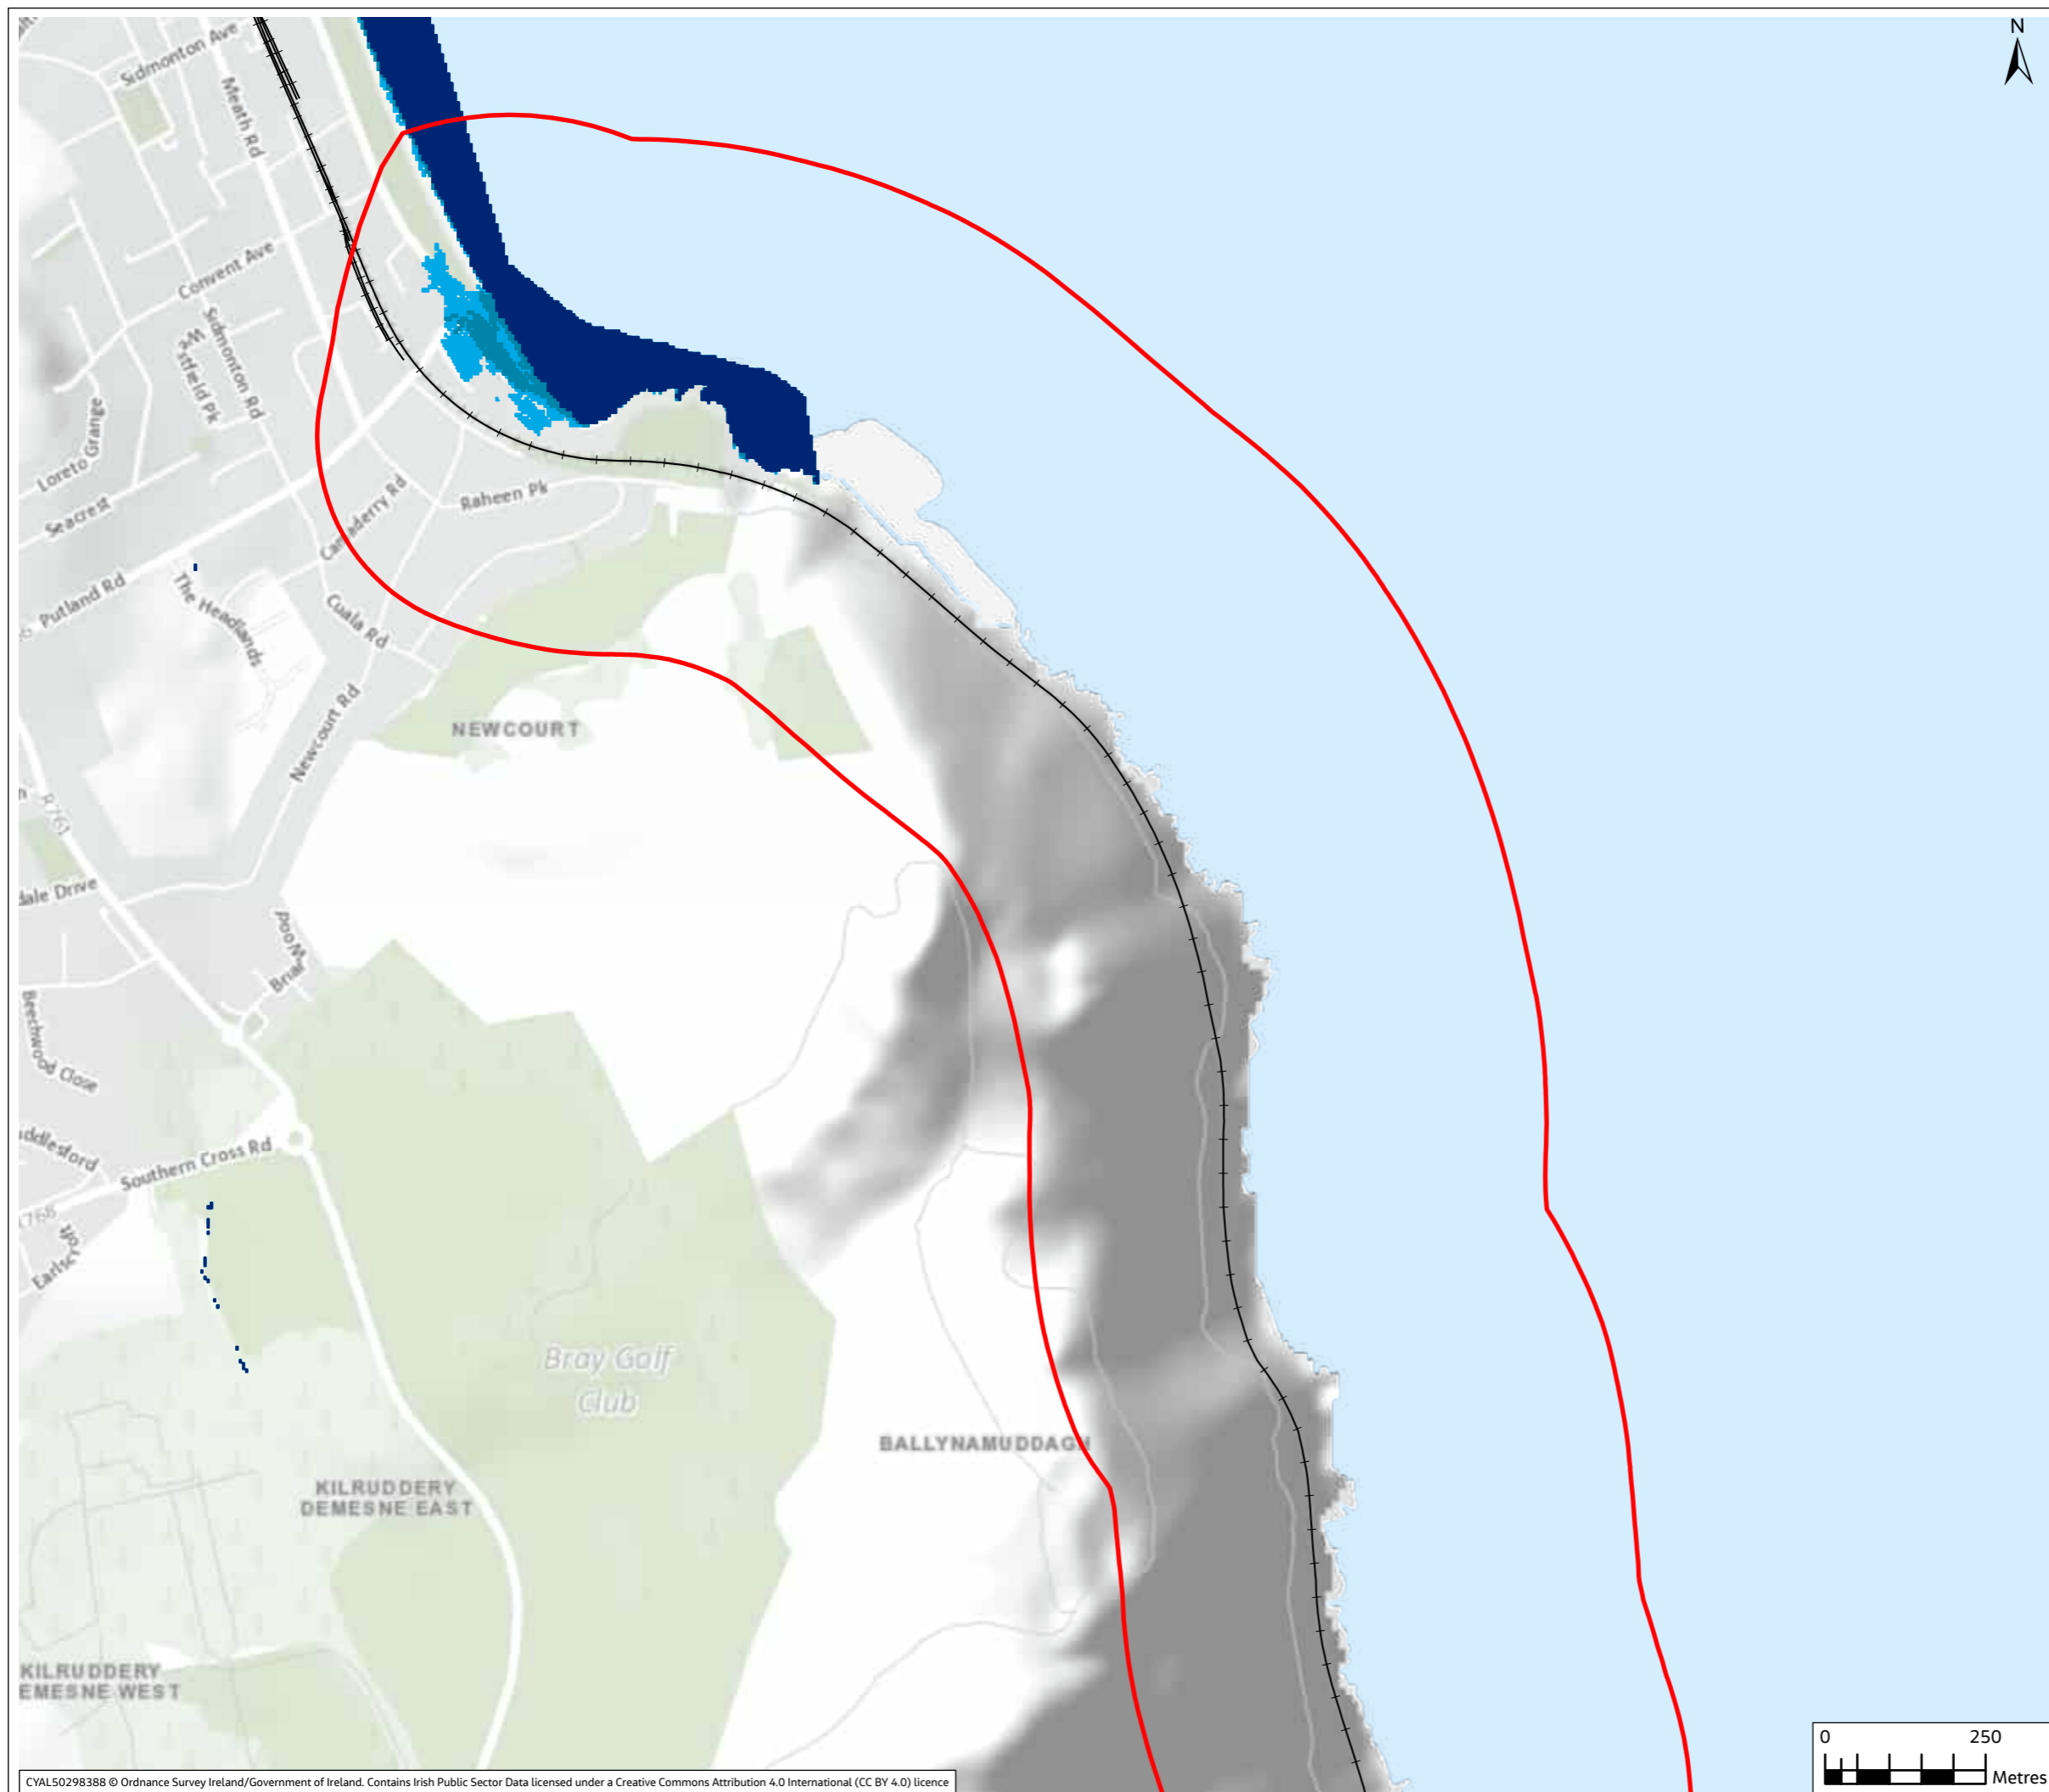 N
Sidmonton Ave
Meath Rd
Convent Ave
Sidmonton Rd
Loreto Grange
Seacrest
Carraderry Rd
Raheen Pk
Putland Rd
The Headlands
Cuala Rd
Newcourt Rd
NEWCOURT
R761
dale Drive
Briar Wood
Beechwood Close
uddlesford
Southern Cross Rd
Bray Golf
Club
BALLYNAMUDDAGH
KILRUDDERY
DEMESNE EAST
KILRUDDERY
EMESNE WEST
0 250
Metres
CYAL50298388 © Ordnance Survey Ireland/Government of Ireland. Contains Irish Public Sector Data licensed under a Creative Commons Attribution 4.0 International (CC BY 4.0) licence